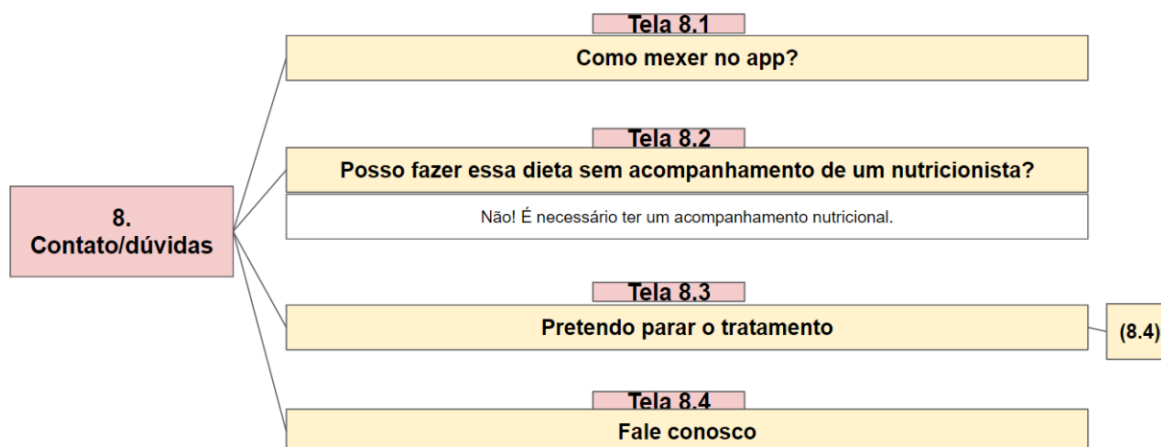 Tela 8.1
Como mexer no app?
Tela 8.2
Posso fazer essa dieta sem acompanhamento de um nutricionista?
Não! É necessário ter um acompanhamento nutricional.
8.
Contato/dúvidas
Tela 8.3
Pretendo parar o tratamento
(8.4)
Tela 8.4
Fale conosco